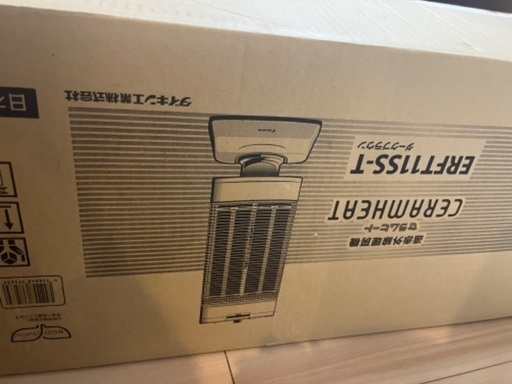 遠赤外線暖房機
セラムヒート
CERAMHEAT
ERFT11SS-T
ダークブラウン
ダイキン工業株式会社